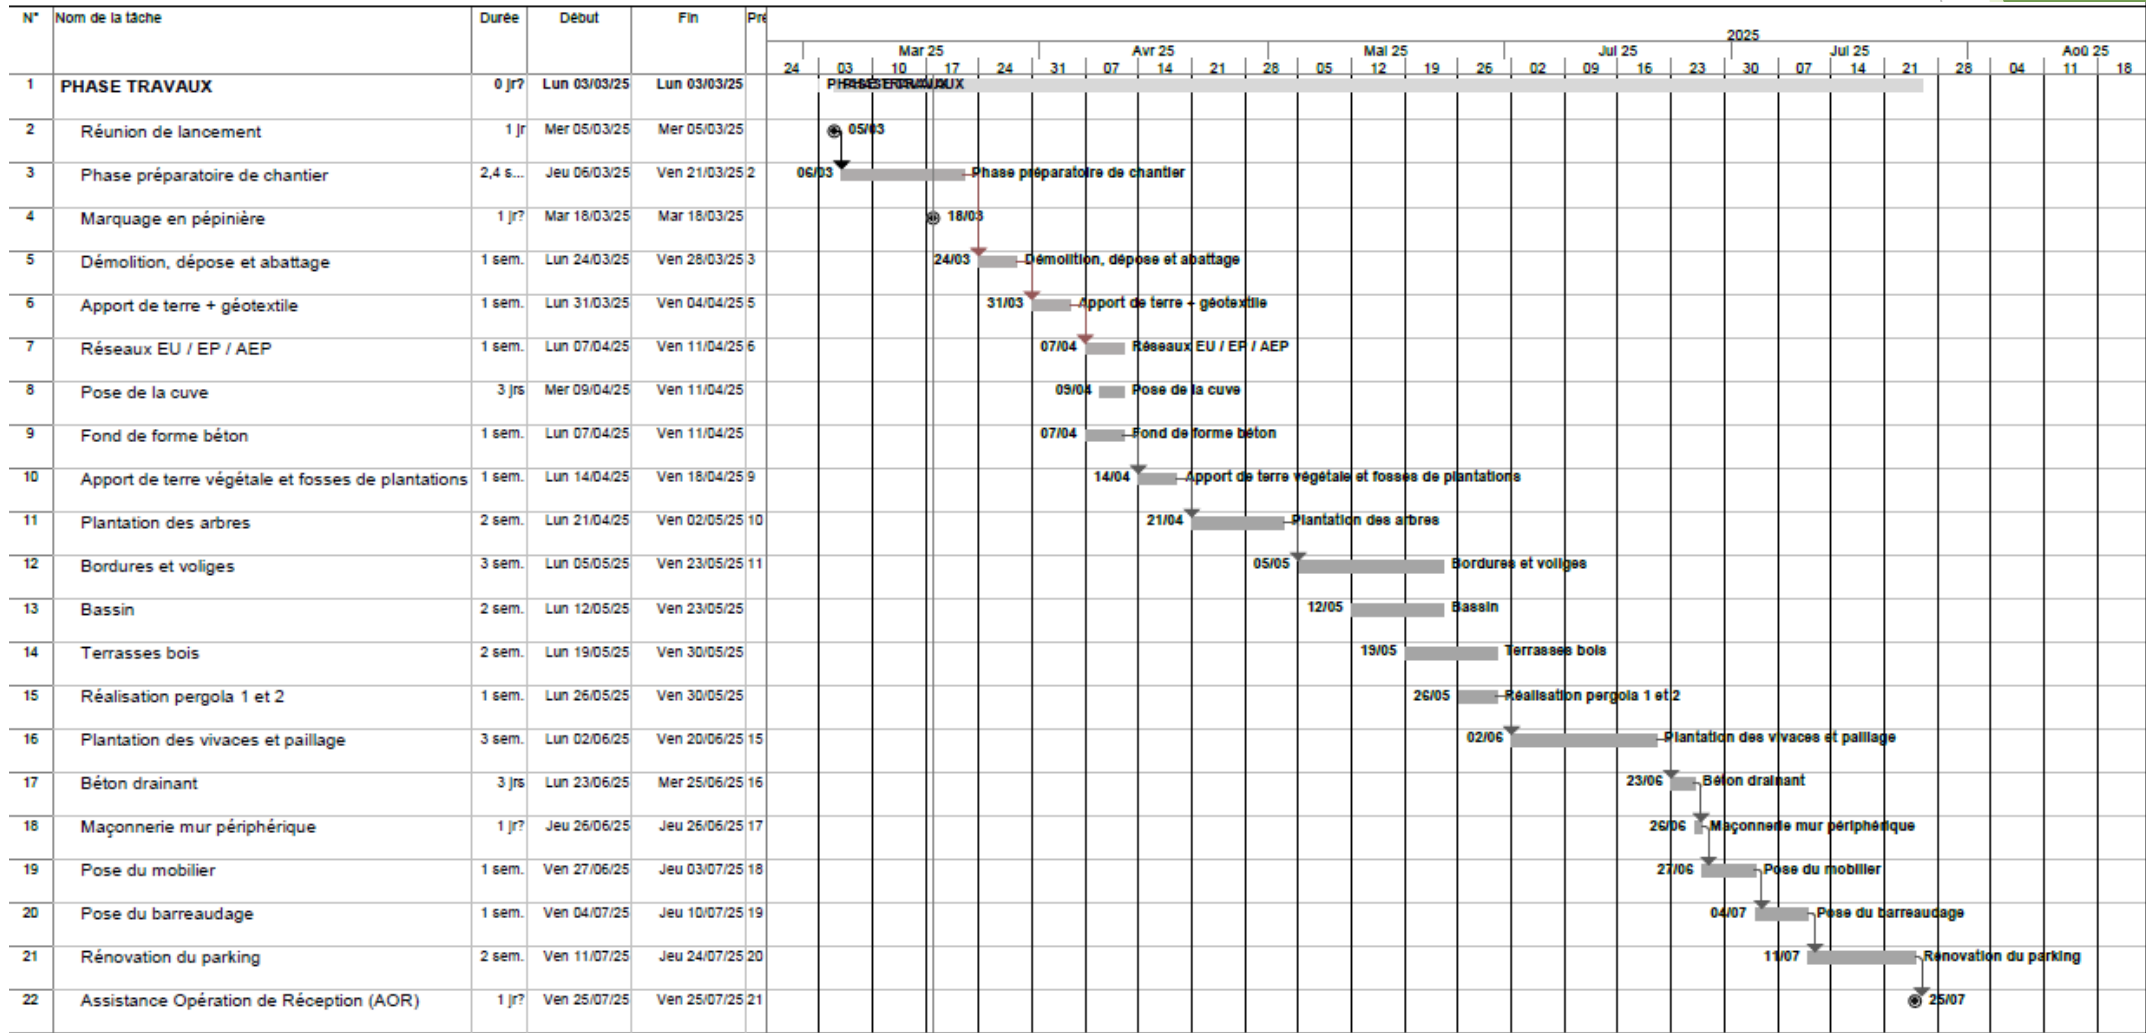 N° Nom de la tâche Durée Début Fin Pré
2025
Mar 25 Avr 25 Mai 25 Jul 25 Jul 25 Aoû 25
24 03 10 17 24 31 07 14 21 28 05 12 19 26 02 09 16 23 30 07 14 21 28 04 11 18
1 PHASE TRAVAUX 0 jr? Lun 03/03/25 Lun 03/03/25
2 Réunion de lancement 1 jr Mer 05/03/25 Mer 05/03/25 05/03
3 Phase préparatoire de chantier 2,4 s... Jeu 06/03/25 Ven 21/03/25 2 06/03 Phase préparatoire de chantier
4 Marquage en pépinière 1 jr? Mar 18/03/25 Mar 18/03/25 18/03
5 Démolition, dépose et abattage 1 sem. Lun 24/03/25 Ven 28/03/25 3 24/03 Démolition, dépose et abattage
6 Apport de terre + géotextile 1 sem. Lun 31/03/25 Ven 04/04/25 5 31/03 Apport de terre + géotextile
7 Réseaux EU / EP / AEP 1 sem. Lun 07/04/25 Ven 11/04/25 6 07/04 Réseaux EU / EP / AEP
8 Pose de la cuve 3 jrs Mer 09/04/25 Ven 11/04/25 09/04 Pose de la cuve
9 Fond de forme béton 1 sem. Lun 07/04/25 Ven 11/04/25 07/04 Fond de forme béton
10 Apport de terre végétale et fosses de plantations 1 sem. Lun 14/04/25 Ven 18/04/25 9 14/04 Apport de terre végétale et fosses de plantations
11 Plantation des arbres 2 sem. Lun 21/04/25 Ven 02/05/25 10 21/04 Plantation des arbres
12 Bordures et voliges 3 sem. Lun 05/05/25 Ven 23/05/25 11 05/05 Bordures et voliges
13 Bassin 2 sem. Lun 12/05/25 Ven 23/05/25 12/05 Bassin
14 Terrasses bois 2 sem. Lun 19/05/25 Ven 30/05/25 19/05 Terrasses bois
15 Réalisation pergola 1 et 2 1 sem. Lun 26/05/25 Ven 30/05/25 26/05 Réalisation pergola 1 et 2
16 Plantation des vivaces et paillage 3 sem. Lun 02/06/25 Ven 20/06/25 15 02/06 Plantation des vivaces et paillage
17 Béton drainant 3 jrs Lun 23/06/25 Mer 25/06/25 16 23/06 Béton drainant
18 Maçonnerie mur périphérique 1 jr? Jeu 26/06/25 Jeu 26/06/25 17 26/06 Maçonnerie mur périphérique
19 Pose du mobilier 1 sem. Ven 27/06/25 Jeu 03/07/25 18 27/06 Pose du mobilier
20 Pose du barreaudage 1 sem. Ven 04/07/25 Jeu 10/07/25 19 04/07 Pose du barreaudage
21 Rénovation du parking 2 sem. Ven 11/07/25 Jeu 24/07/25 20 11/07 Rénovation du parking
22 Assistance Opération de Réception (AOR) 1 jr? Ven 25/07/25 Ven 25/07/25 21 25/07